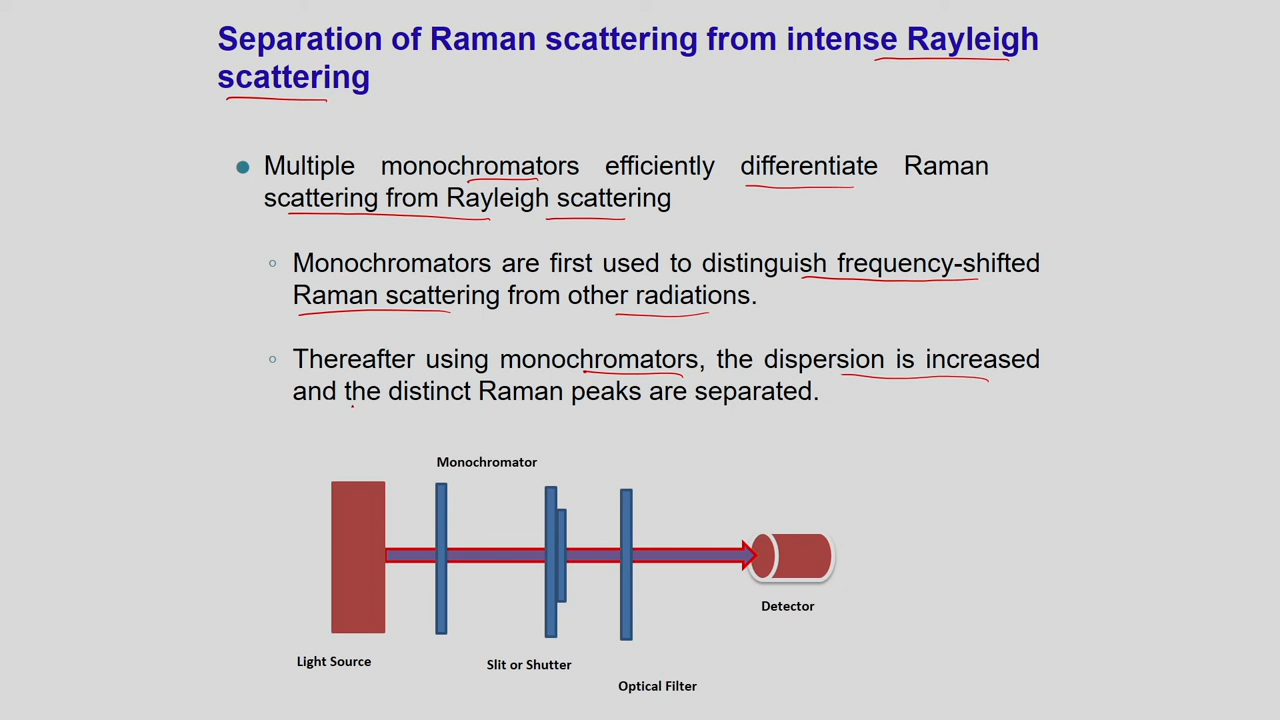 Separation of Raman scattering from intense Rayleigh
scattering
Multiple monochromators efficiently differentiate Raman
scattering from Rayleigh scattering
Monochromators are first used to distinguish frequency-shifted
Raman scattering from other radiations.
Thereafter using monochromators, the dispersion is increased
and the distinct Raman peaks are separated.
Monochromator
Detector
Light Source
Slit or Shutter
Optical Filter